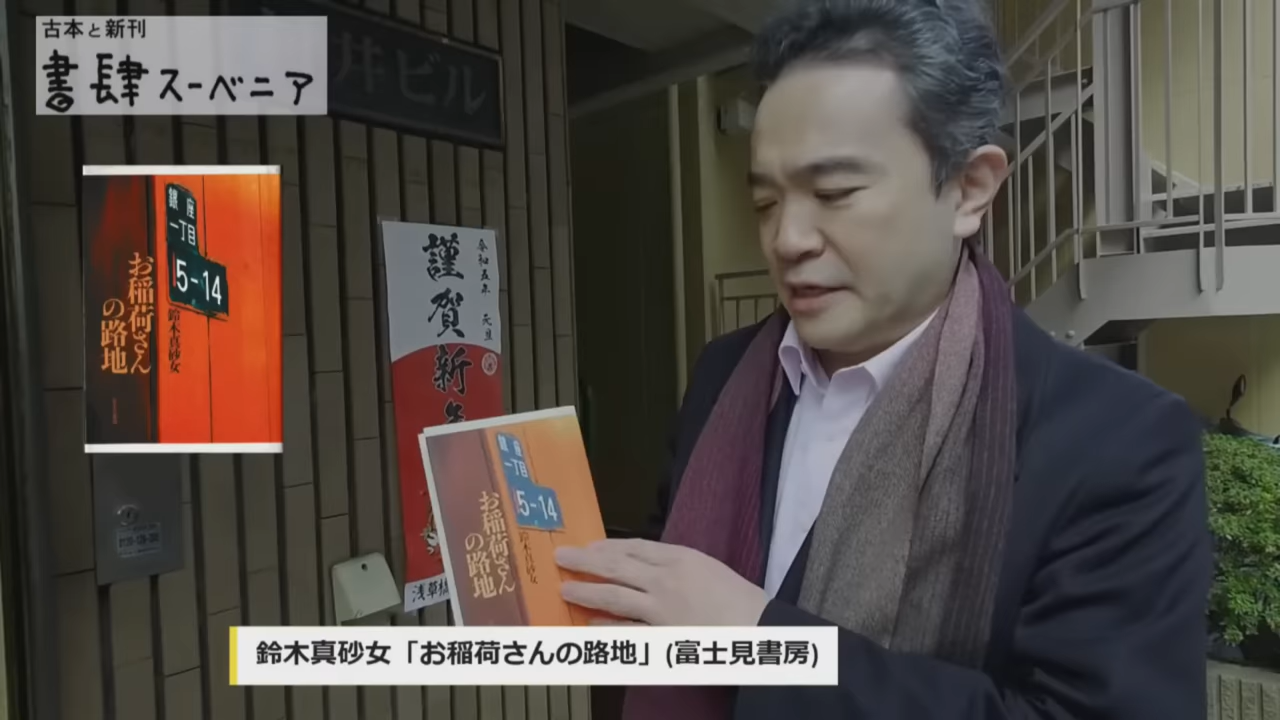 古本と新刊
書肆スーベニア
井ビル
銀座
一丁目
5-14
お稲荷さん
の路地
鈴木真砂女
令和五年 元旦
謹賀新年
浅草橋
銀座
一丁目
5-14
お稲荷さん
の路地
鈴木真砂女
鈴木真砂女「お稲荷さんの路地」(富士見書房)